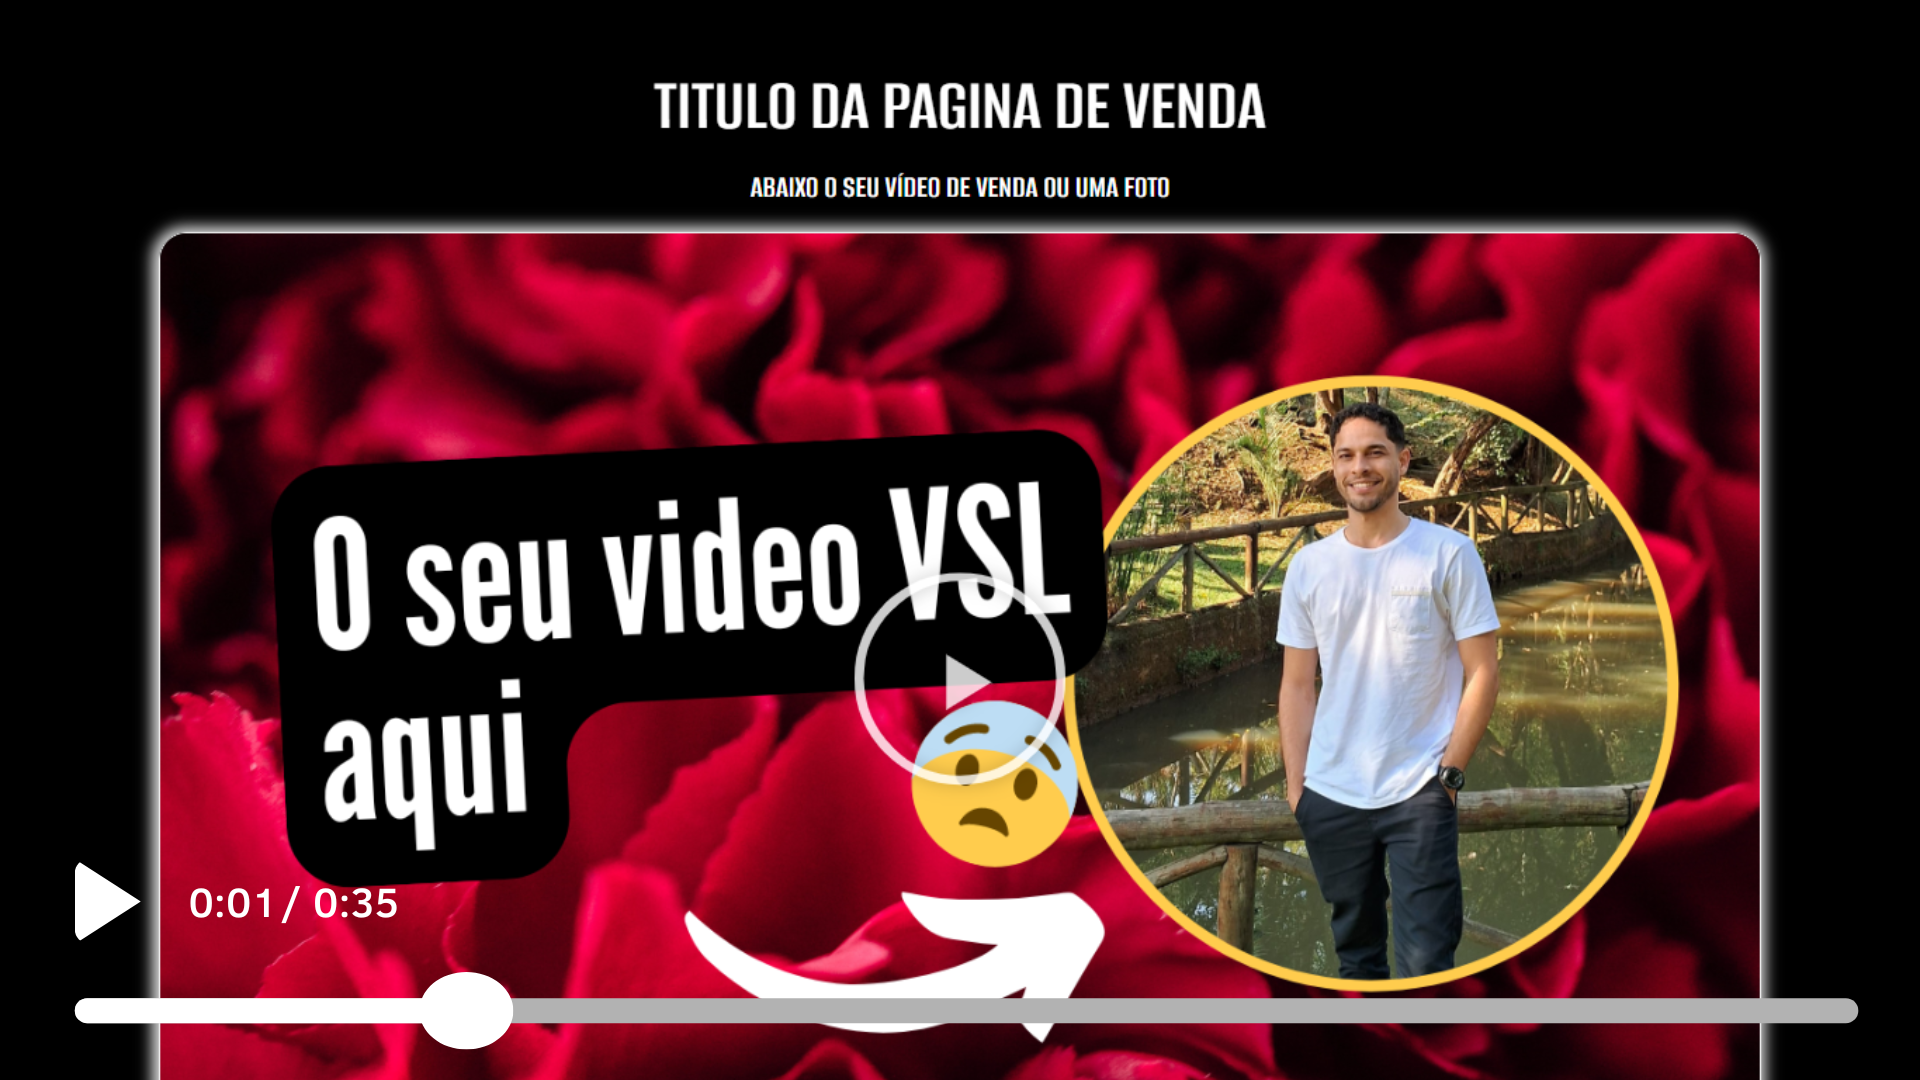 TITULO DA PAGINA DE VENDA
ABAIXO O SEU VÍDEO DE VENDA OU UMA FOTO
O seu video VSL
aqui
0:01/ 0:35